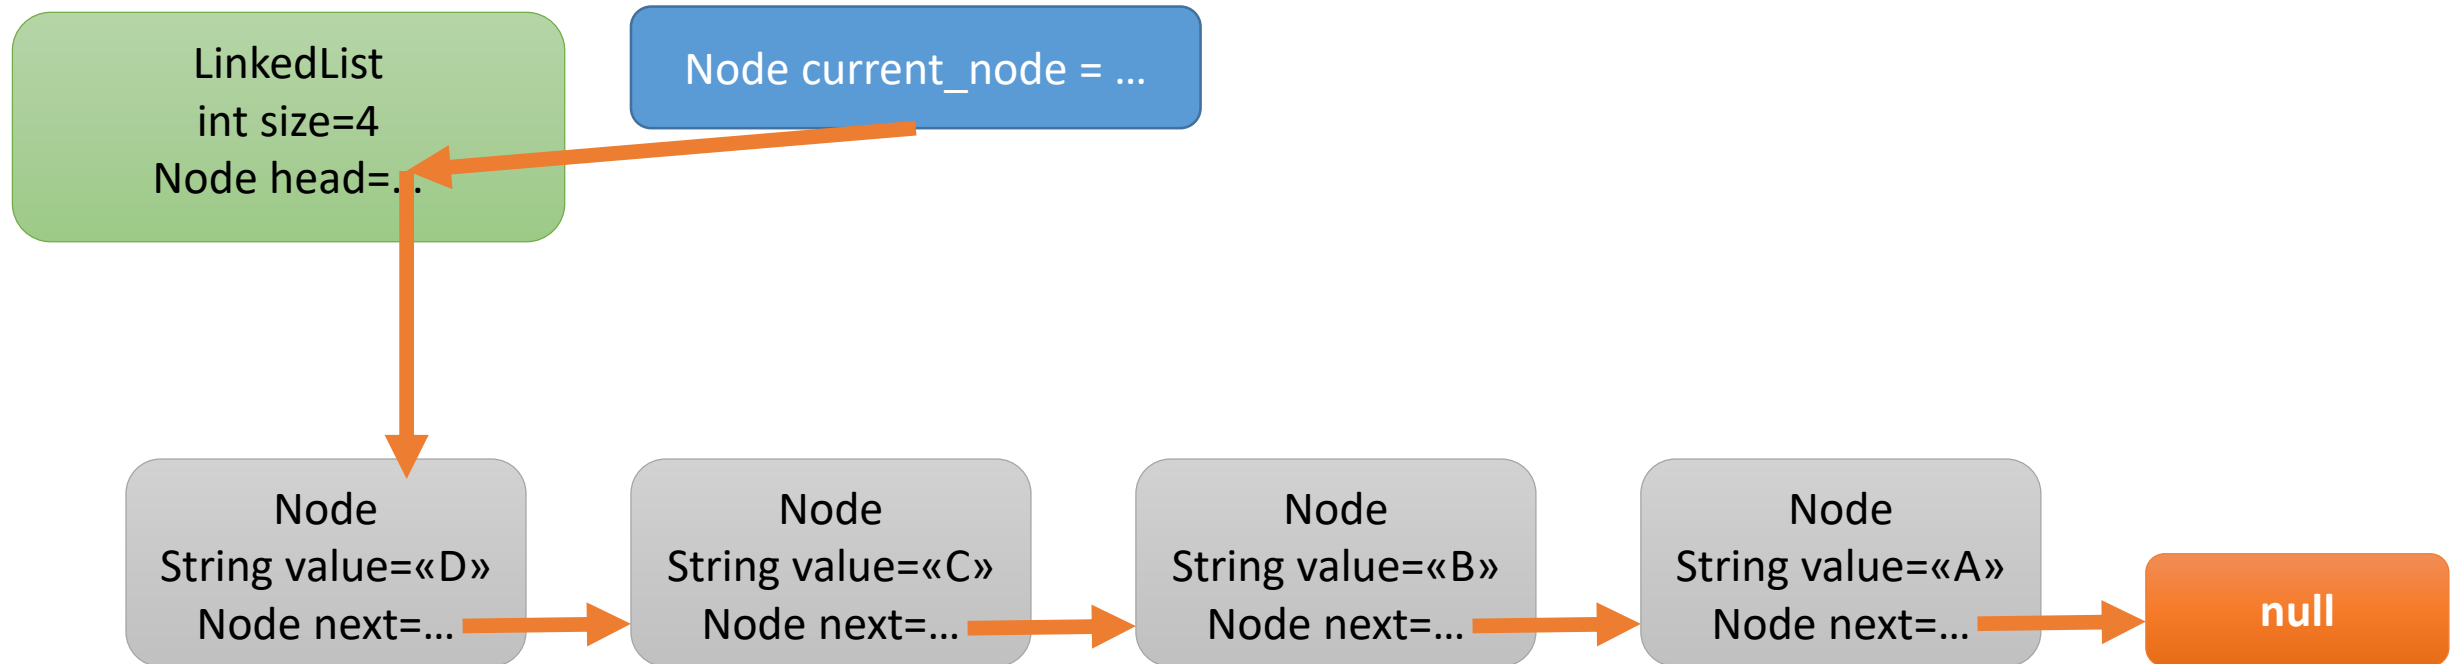 LinkedList
int size=4
Node head=...
Node current_node = ...
Node
String value=«D»
Node next=...
Node
String value=«C»
Node next=...
Node
String value=«B»
Node next=...
Node
String value=«A»
Node next=...
null